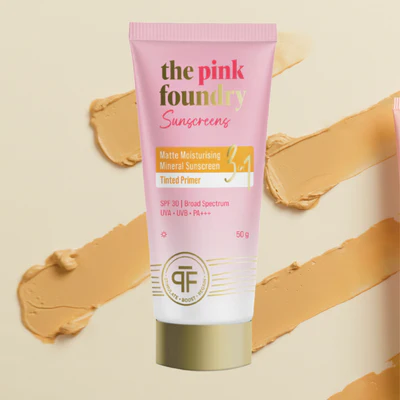 the pink
foundry
Sunscreens
Matte Moisturising
Mineral Sunscreen
3 in 1
Tinted Primer
SPF 30 | Broad Spectrum
UVA • UVB • PA+++
50 g
PF
BOOST